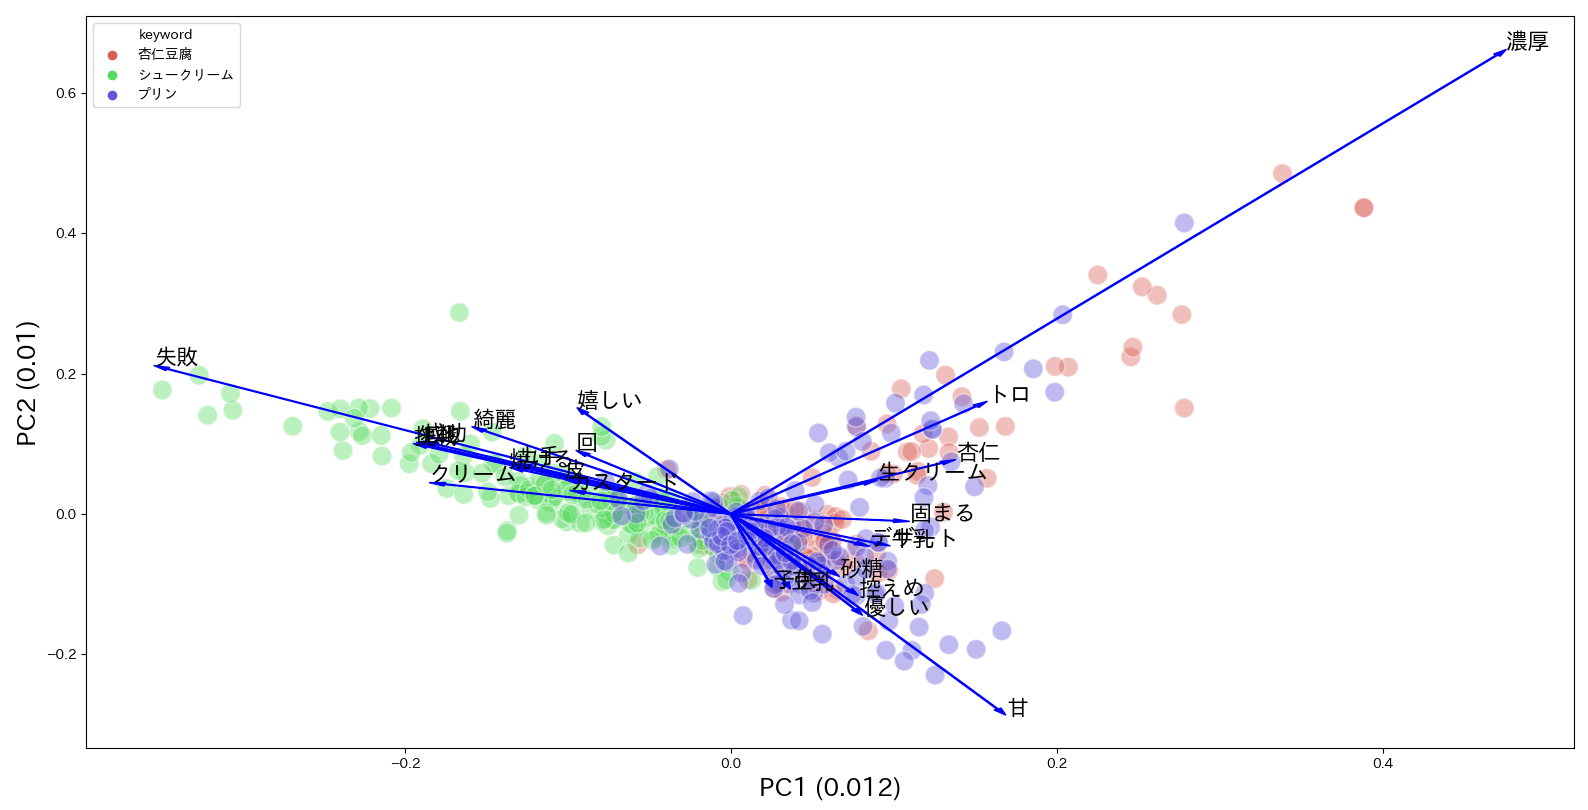 keyword
杏仁豆腐
シュークリーム
プリン
濃厚
失敗
嬉しい
綺麗
トロ
回
杏仁
クリーム
生クリーム
カスタード
固まる
砂糖
控えめ
優しい
甘
0.6
0.4
0.2
0.0
−0.2
−0.2
0.0
0.2
0.4
PC2 (0.01)
PC1 (0.012)